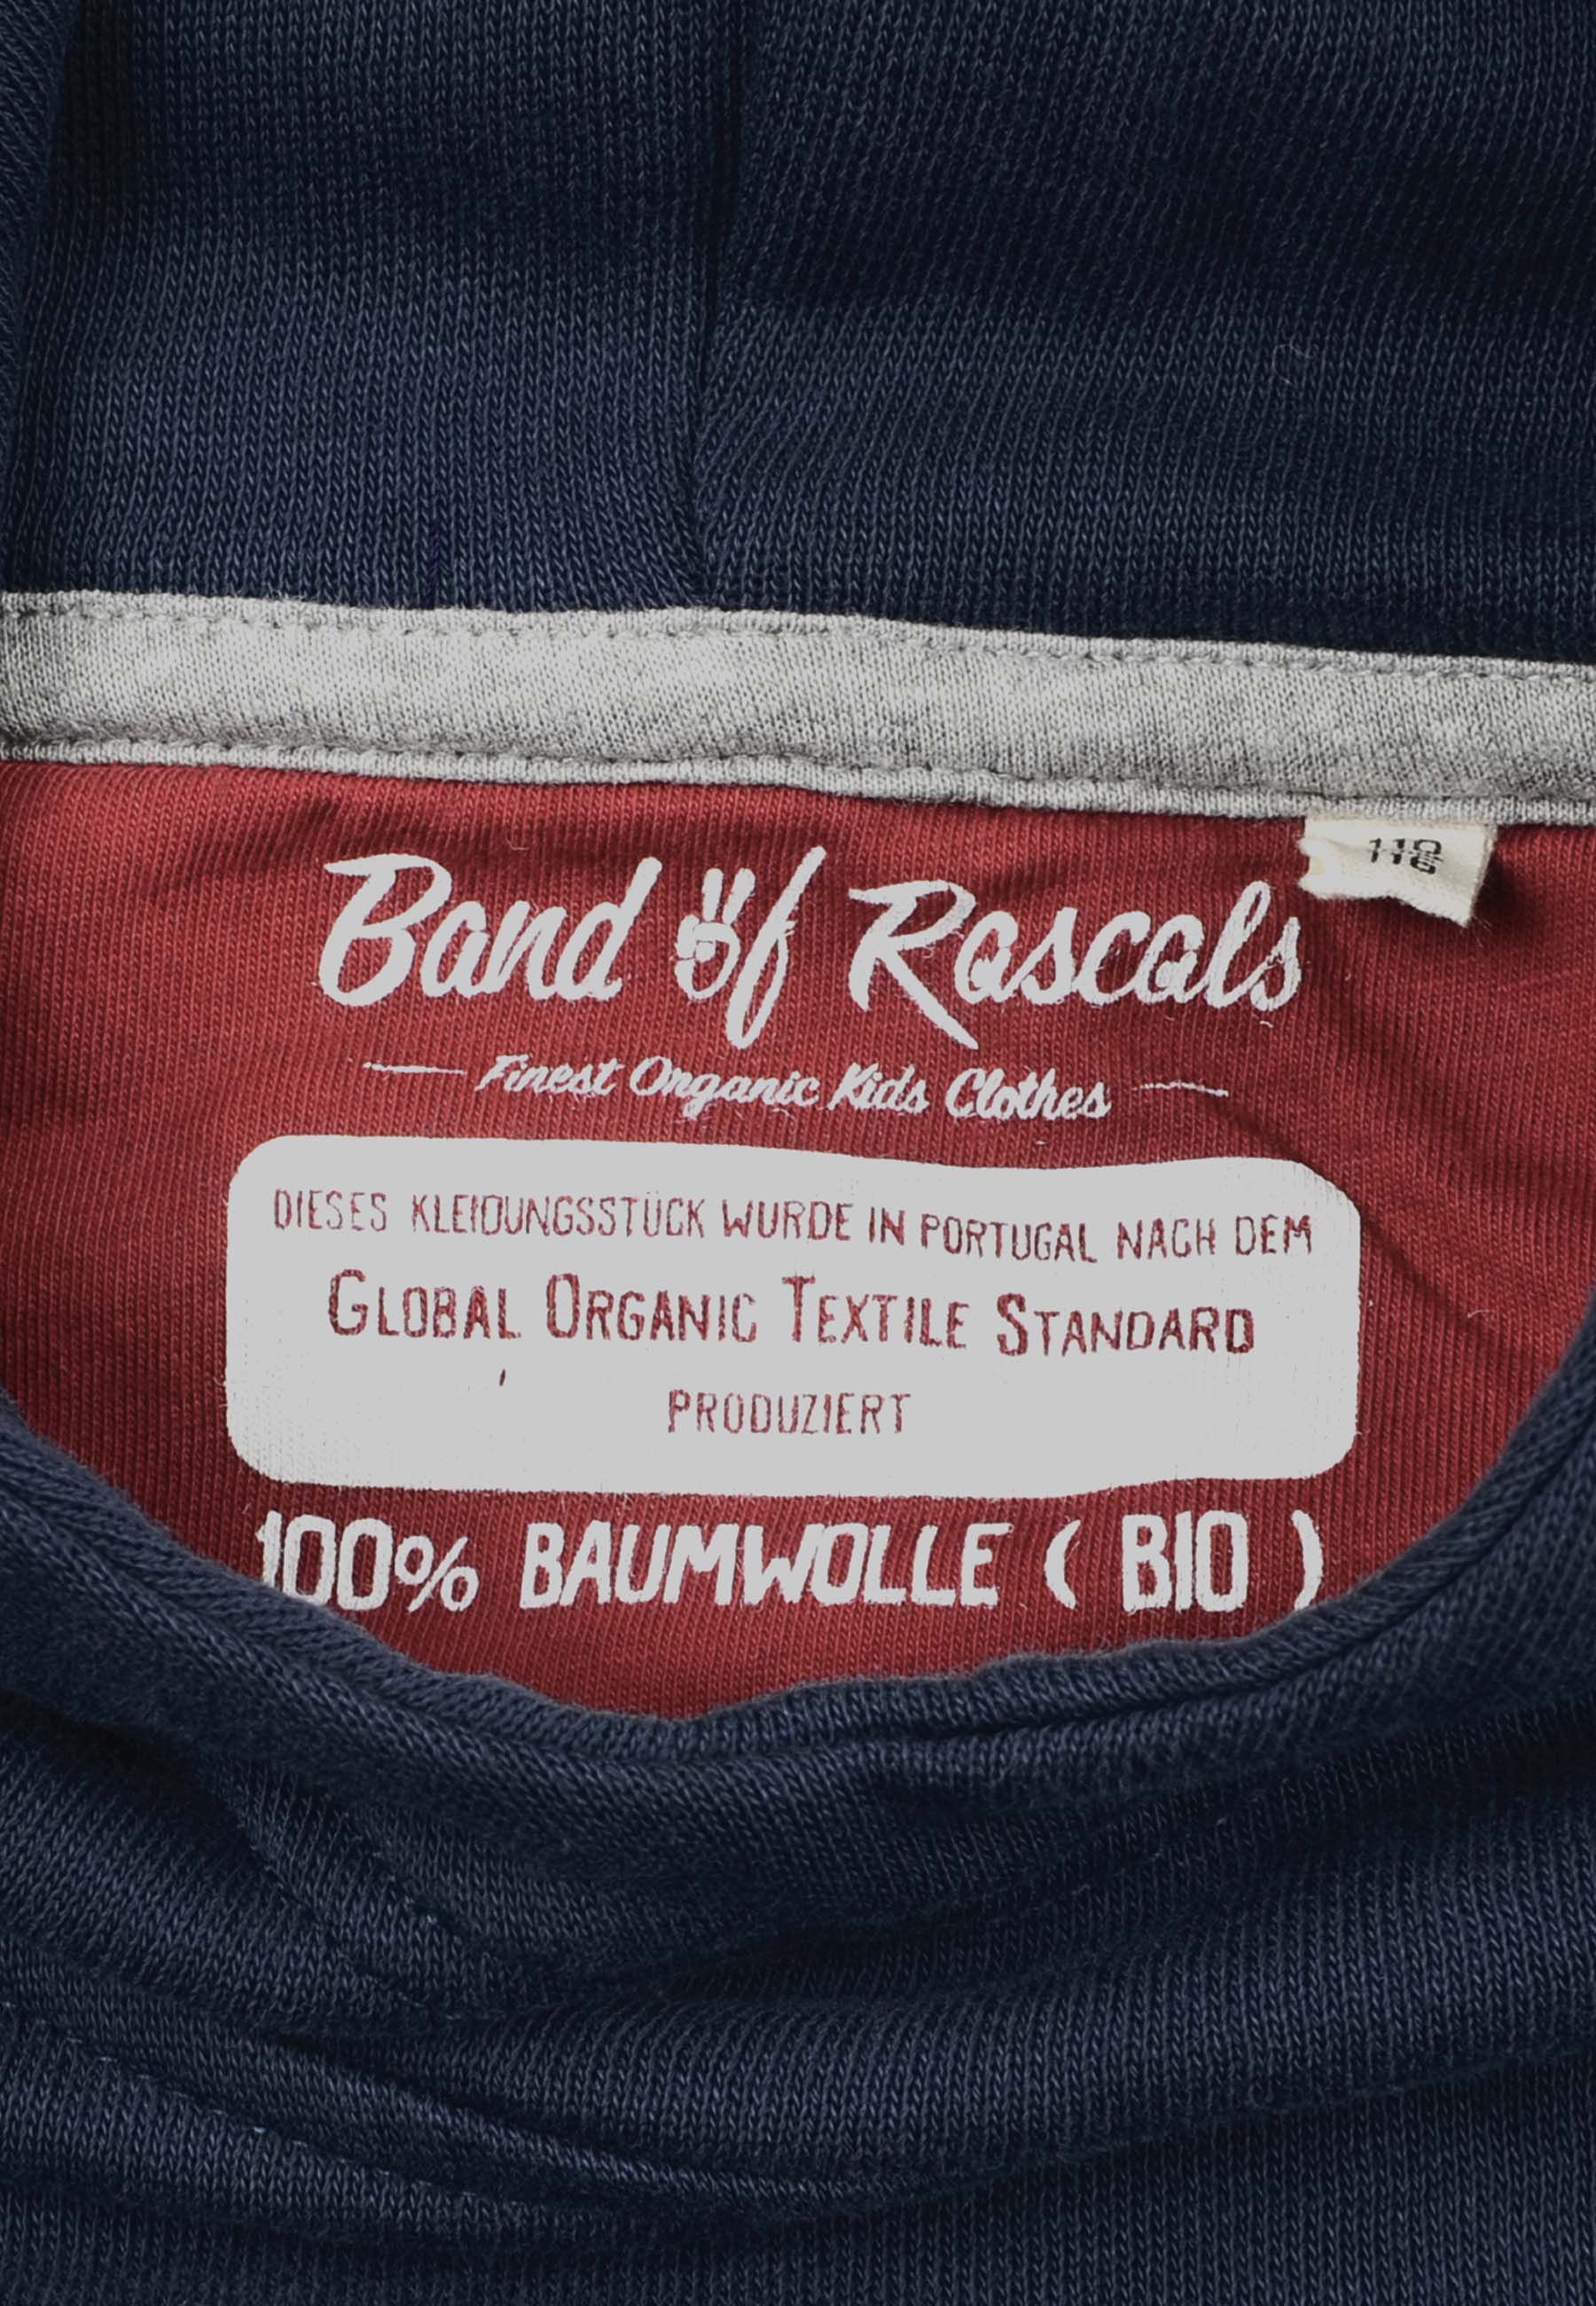 Band of Rascals
Finest Organic Kids Clothes
DIESES KLEIDUNGSSTÜCK WURDE IN PORTUGAL NACH DEM
GLOBAL ORGANIC TEXTILE STANDARD
PRODUZIERT
100% BAUMWOLLE ( BIO )